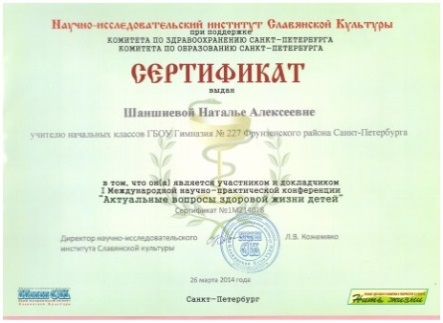 Научно-исследовательский институт Славянской Культуры
при поддержке
КОМИТЕТА ПО ЗДРАВООХРАНЕНИЮ САНКТ-ПЕТЕРБУРГА
КОМИТЕТА ПО ОБРАЗОВАНИЮ САНКТ-ПЕТЕРБУРГА
СЕРТИФИКАТ
выдан
Шаншиевой Наталье Алексеевне
учителю начальных классов ГБОУ Гимназия № 227 Фрунзенского района Санкт-Петербурга
в том, что он(а) является участником и докладчиком
I Международной научно-практической конференции
"Актуальные вопросы здоровой жизни детей"
Сертификат
Директор научно-исследовательского
института Славянской культуры
Л.В. Кожемяко
26 марта 2014 года
Санкт-Петербург
Жить жизни